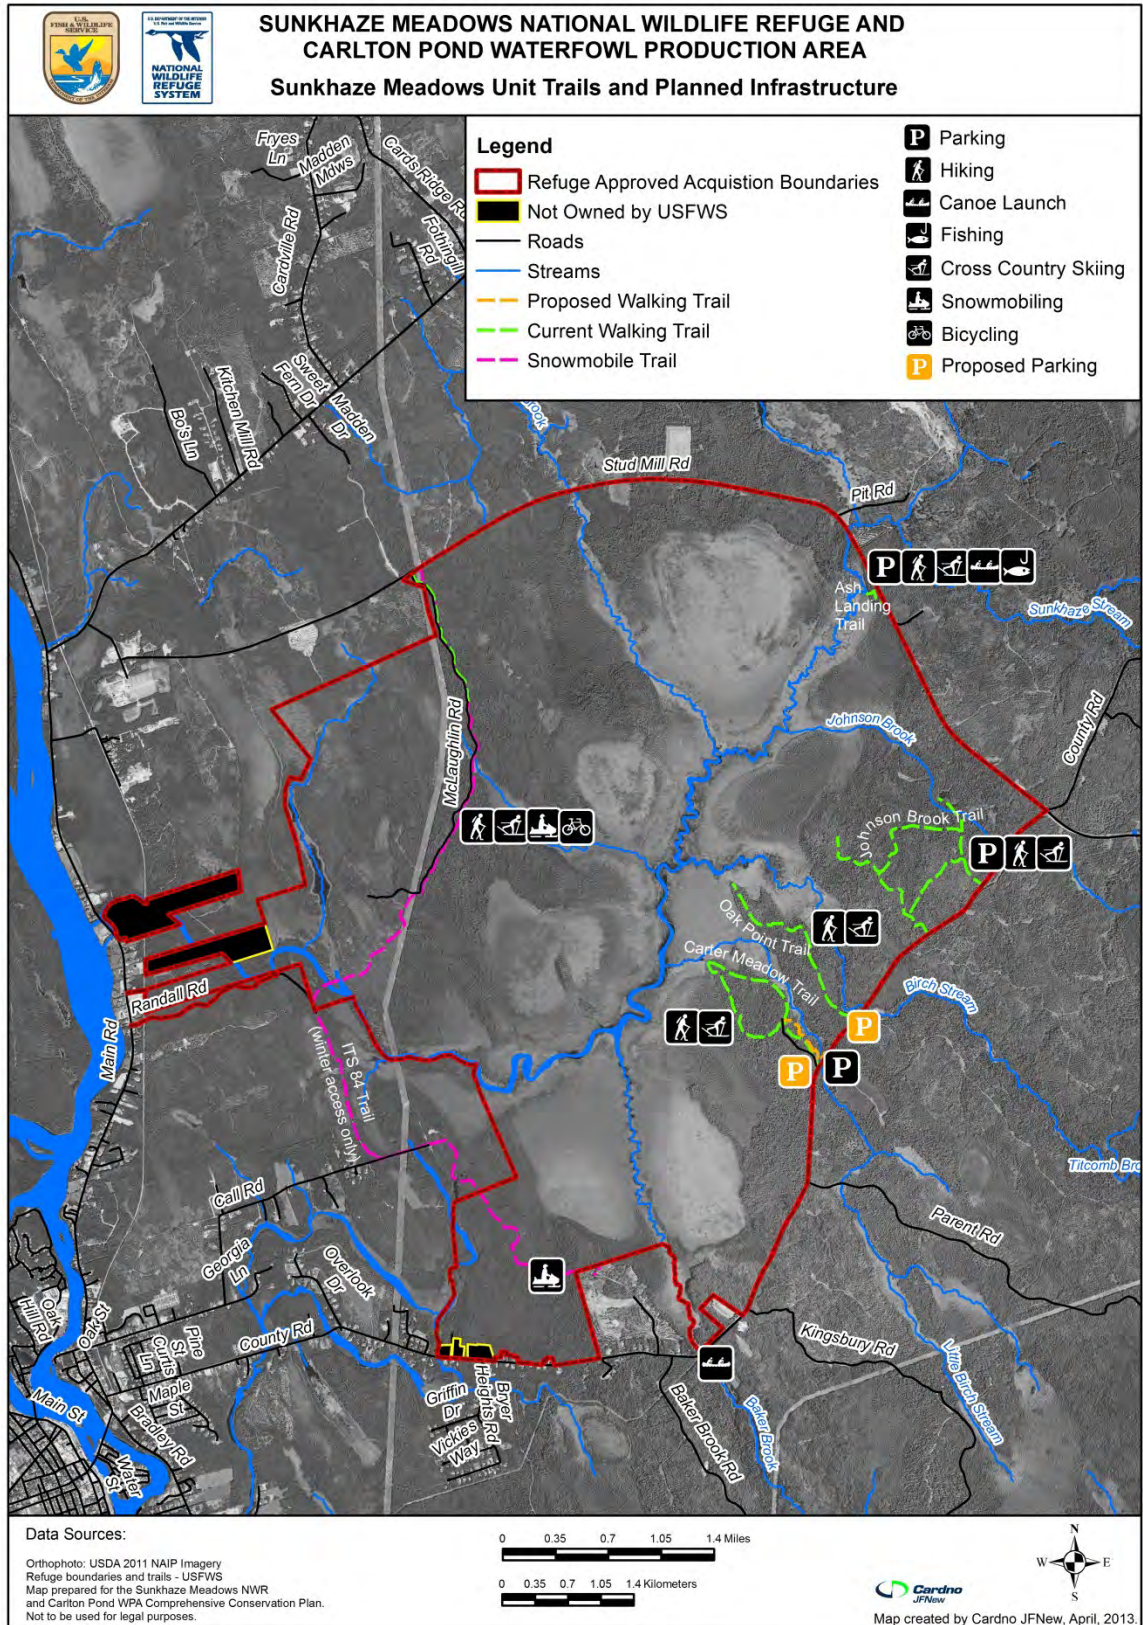 SUNKHAZE MEADOWS NATIONAL WILDLIFE REFUGE AND
CARLTON POND WATERFOWL PRODUCTION AREA
Sunkhaze Meadows Unit Trails and Planned Infrastructure
U.S.
FISH & WILDLIFE
SERVICE
NATIONAL
WILDLIFE
REFUGE
SYSTEM
Legend
Refuge Approved Acquistion Boundaries
Not Owned by USFWS
Roads
Streams
Proposed Walking Trail
Current Walking Trail
Snowmobile Trail
P Parking
Hiking
Canoe Launch
Fishing
Cross Country Skiing
Snowmobiling
Bicycling
P Proposed Parking
Fryes
Ln
Madden
Mdws
Cards Ridge Rd
Cardville Rd
Fothingill
Rd
Sweet
Fern Dr
Madden
Dr
Kitchen Mill Rd
Bo's Ln
Stud Mill Rd
Pit Rd
P
Ash
Landing
Trail
Sunkhaze Stream
County Rd
Johnson Brook
McLaughlin Rd
Johnson Brook Trail
P
Oak Point Trail
Carter Meadow Trail
Birch Stream
P
P
P
Randall Rd
Main Rd
ITS 84 Trail
(winter access only)
Titcomb Bro
Call Rd
Parent Rd
Georgia
Ln
Overlook
Dr
Oak
Hill Rd
Oak St
County Rd
Pine
St
Curtis
Ln
Maple
St
Main St
Bradley Rd
Water
St
Griffin
Dr
Bryer
Heights Rd
Vickies
Way
Kingsbury Rd
Baker Brook Rd
Baker Brook
Little Birch Stream
Data Sources:
Orthophoto: USDA 2011 NAIP Imagery
Refuge boundaries and trails - USFWS
Map prepared for the Sunkhaze Meadows NWR
and Carlton Pond WPA Comprehensive Conservation Plan.
Not to be used for legal purposes.
0 0.35 0.7 1.05 1.4 Miles
0 0.35 0.7 1.05 1.4 Kilometers
N
W E
S
Cardno
JFNew
Map created by Cardno JFNew, April, 2013.